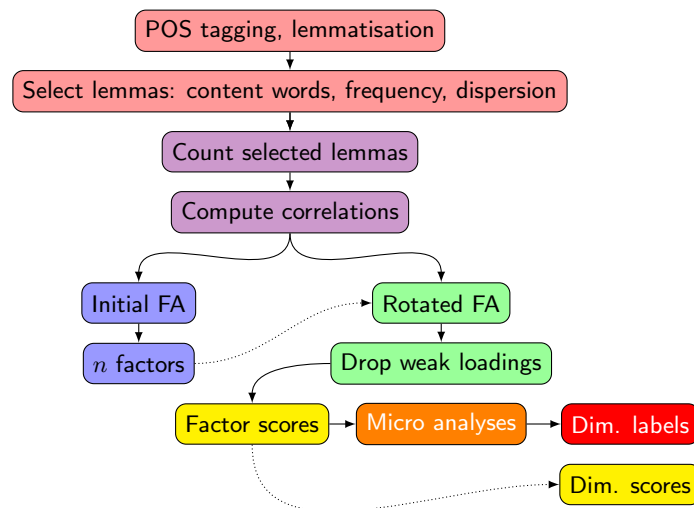 POS tagging, lemmatisation
Select lemmas: content words, frequency, dispersion
Count selected lemmas
Compute correlations
Initial FA
Rotated FA
n factors
Drop weak loadings
Factor scores
Micro analyses
Dim. labels
Dim. scores